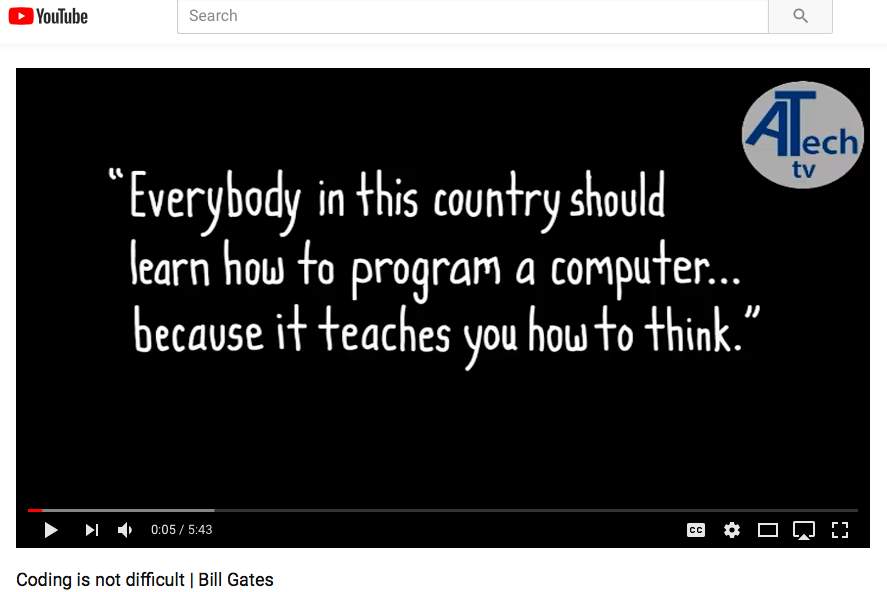 YouTube
Search
ATech
tv
“Everybody in this country should
learn how to program a computer...
because it teaches you how to think.”
0:05 / 5:43
CC
Coding is not difficult | Bill Gates